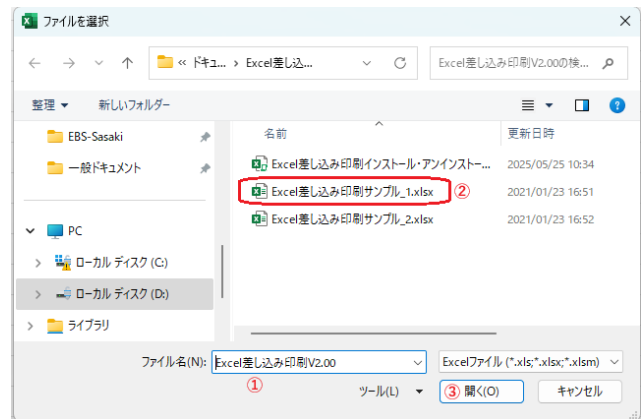 ファイルを選択
« ドキュ... › Excel差し込... Excel差し込み印刷V2.00の検...
整理 新しいフォルダー
EBS-Sasaki
一般ドキュメント
PC
ローカル ディスク (C:)
ローカル ディスク (D:)
ライブラリ
名前 更新日時
Excel差し込み印刷インストール・アンインストー... 2025/05/25 10:34
Excel差し込み印刷サンプル_1.xlsx ② 2021/01/23 16:51
Excel差し込み印刷サンプル_2.xlsx 2021/01/23 16:52
ファイル名(N): Excel差し込み印刷V2.00 Excelファイル (*.xls;*.xlsx;*.xlsm)
① ツール(L) ③ 開く(O) キャンセル